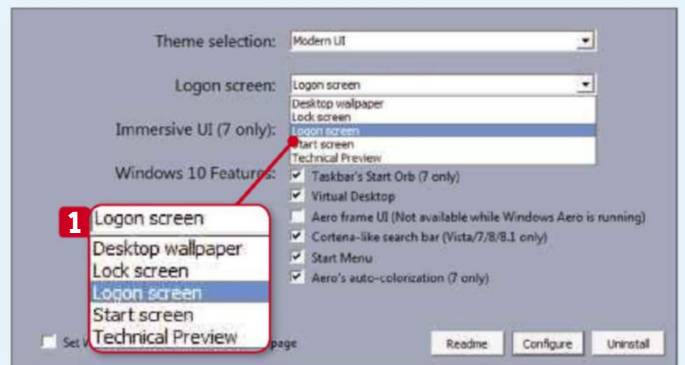 Theme selection: Modern UI
Logon screen: Logon screen
Desktop wallpaper
Lock screen
Logon screen
Start screen
Technical Preview
Immersive UI (7 only):
Windows 10 Features:
Taskbar's Start Orb (7 only)
Virtual Desktop
Aero frame UI (Not available while Windows Aero is running)
Cortena-like search bar (Vista/7/8/8.1 only)
Start Menu
Aero's auto-colorization (7 only)
1
Logon screen
Desktop wallpaper
Lock screen
Logon screen
Start screen
Technical Preview
Set
Readme Configure Uninstall